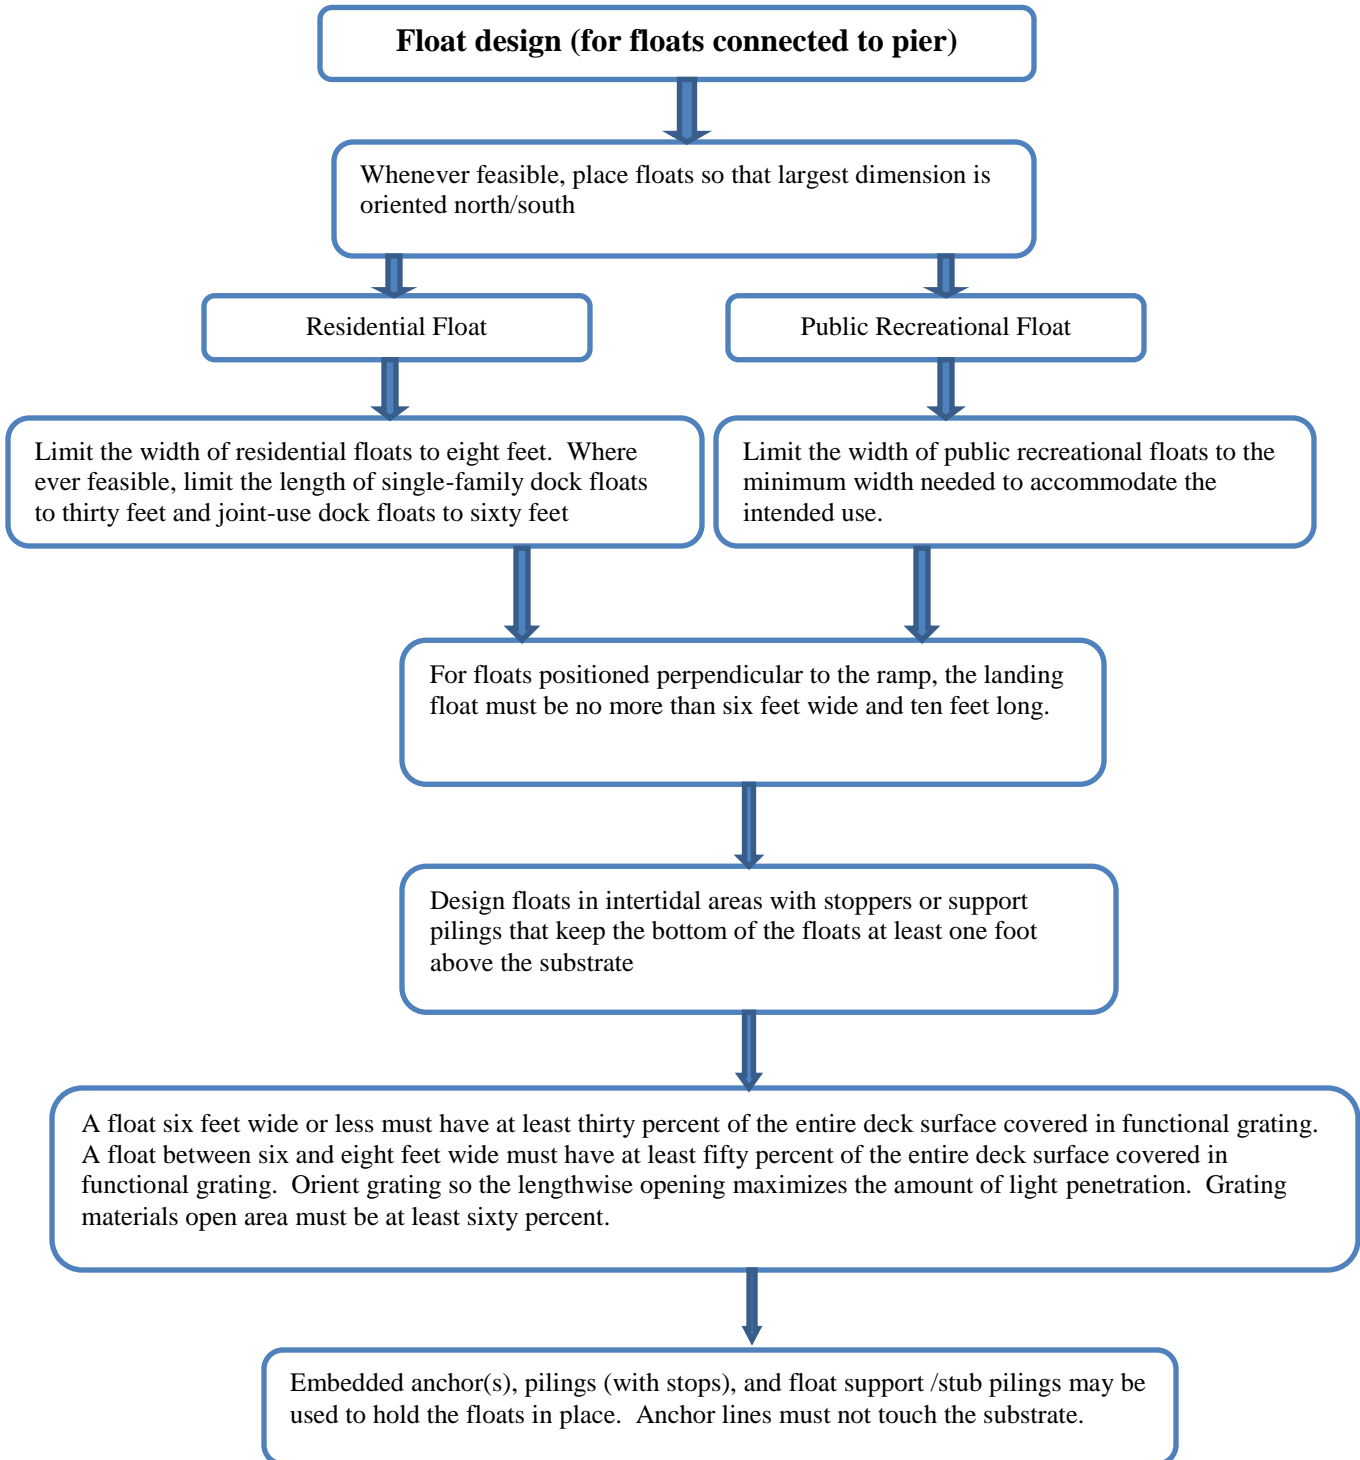 Float design (for floats connected to pier)
Whenever feasible, place floats so that largest dimension is
oriented north/south
Residential Float
Public Recreational Float
Limit the width of residential floats to eight feet.  Where
ever feasible, limit the length of single-family dock floats
to thirty feet and joint-use dock floats to sixty feet
Limit the width of public recreational floats to the
minimum width needed to accommodate the
intended use.
For floats positioned perpendicular to the ramp, the landing
float must be no more than six feet wide and ten feet long.
Design floats in intertidal areas with stoppers or support
pilings that keep the bottom of the floats at least one foot
above the substrate
A float six feet wide or less must have at least thirty percent of the entire deck surface covered in functional grating.
A float between six and eight feet wide must have at least fifty percent of the entire deck surface covered in
functional grating.  Orient grating so the lengthwise opening maximizes the amount of light penetration.  Grating
materials open area must be at least sixty percent.
Embedded anchor(s), pilings (with stops), and float support /stub pilings may be
used to hold the floats in place.  Anchor lines must not touch the substrate.